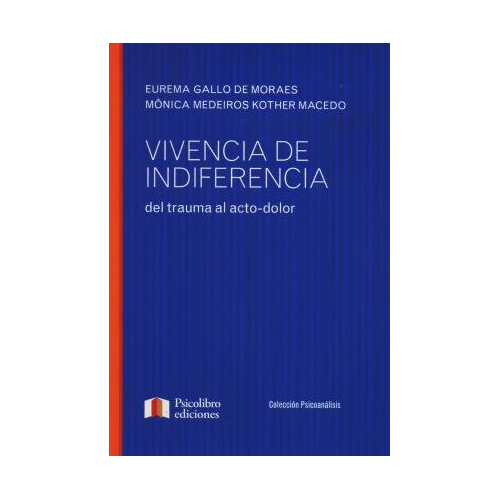 EUREMA GALLO DE MORAES
MÔNICA MEDEIROS KOTHER MACEDO
VIVENCIA DE
INDIFERENCIA
del trauma al acto-dolor
Psicolibro
ediciones
Colección Psicoanálisis